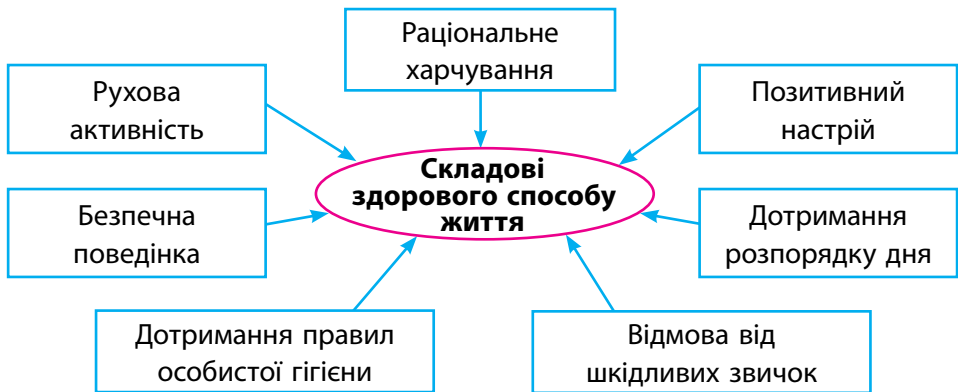 Раціональне
харчування
Рухова
активність
Позитивний
настрій
Складові
здорового способу
життя
Безпечна
поведінка
Дотримання
розпорядку дня
Дотримання правил
особистої гігієни
Відмова від
шкідливих звичок